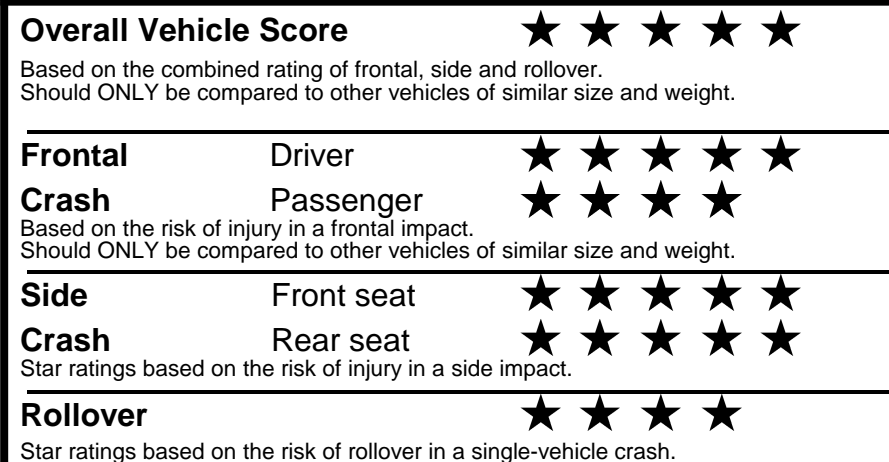 Overall Vehicle Score ★ ★ ★ ★ ★
Based on the combined rating of frontal, side and rollover.
Should ONLY be compared to other vehicles of similar size and weight.
Frontal Driver ★ ★ ★ ★ ★
Crash Passenger ★ ★ ★ ★
Based on the risk of injury in a frontal impact.
Should ONLY be compared to other vehicles of similar size and weight.
Side Front seat ★ ★ ★ ★ ★
Crash Rear seat ★ ★ ★ ★ ★
Star ratings based on the risk of injury in a side impact.
Rollover ★ ★ ★ ★
Star ratings based on the risk of rollover in a single-vehicle crash.